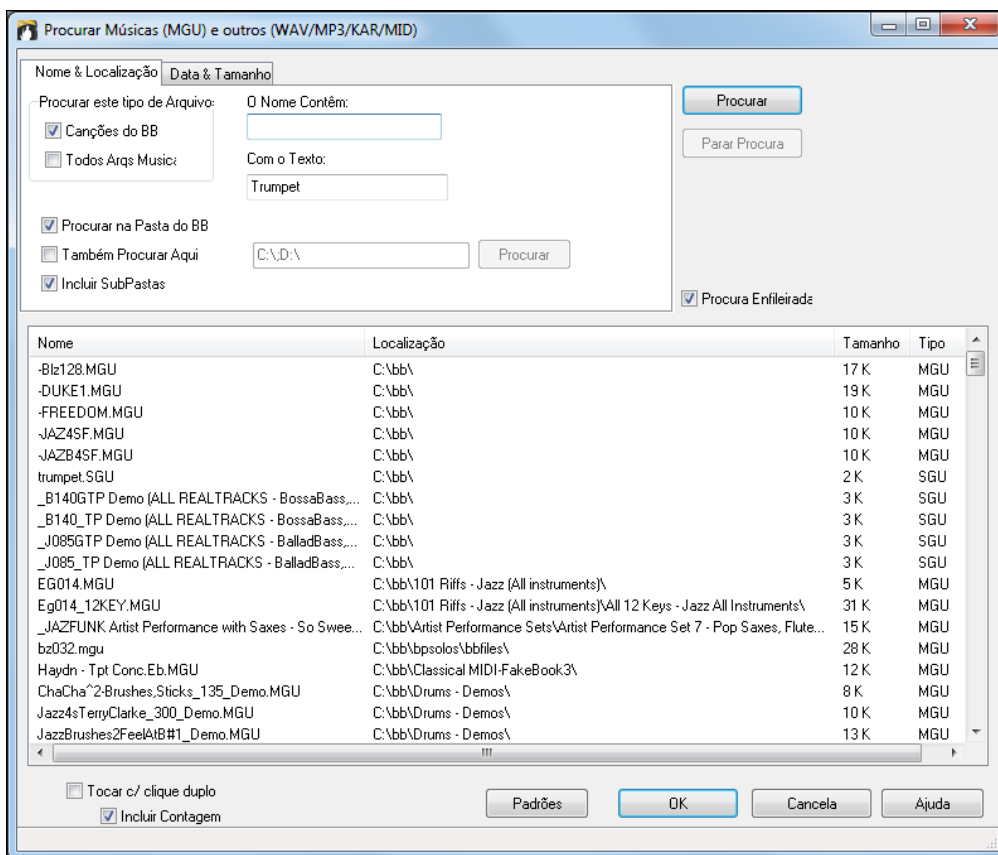 Procurar Músicas (MGU) e outros (WAV/MP3/KAR/MID)
Nome & Localização Data & Tamanho
Procurar este tipo de Arquivo: O Nome Contêm: Procurar
Canções do BB
Todos Arqs Musica Com o Texto: Parar Procura
Trumpet
Procurar na Pasta do BB
Também Procurar Aqui C:\;D:\ Procurar
Incluir SubPastas
Procura Enfileirada
Nome Localização Tamanho Tipo
-Blz128.MGU C:\bb\ 17 K MGU
-DUKE1.MGU C:\bb\ 19 K MGU
-FREEDOM.MGU C:\bb\ 10 K MGU
-JAZ4SF.MGU C:\bb\ 10 K MGU
-JAZB4SF.MGU C:\bb\ 10 K MGU
trumpet.SGU C:\bb\ 2 K SGU
_B140GTP Demo (ALL REALTRACKS - BossaBass,... C:\bb\ 3 K SGU
_B140_TP Demo (ALL REALTRACKS - BossaBass,... C:\bb\ 3 K SGU
_J085GTP Demo (ALL REALTRACKS - BalladBass,... C:\bb\ 3 K SGU
_J085_TP Demo (ALL REALTRACKS - BalladBass,... C:\bb\ 3 K SGU
EG014.MGU C:\bb\101 Riffs - Jazz (All instruments)\ 5 K MGU
Eg014_12KEY.MGU C:\bb\101 Riffs - Jazz (All instruments)\All 12 Keys - Jazz All Instruments\ 31 K MGU
_JAZFUNK Artist Performance with Saxes - So Swee... C:\bb\Artist Performance Sets\Artist Performance Set 7 - Pop Saxes, Flute... 15 K MGU
bz032.mgu C:\bb\bpsolos\bbfiles\ 28 K MGU
Haydn - Tpt Conc.Eb.MGU C:\bb\Classical MIDI-FakeBook3\ 12 K MGU
ChaCha^2-Brushes,Sticks_135_Demo.MGU C:\bb\Drums - Demos\ 8 K MGU
Jazz4sTerryClarke_300_Demo.MGU C:\bb\Drums - Demos\ 10 K MGU
JazzBrushes2FeelAtB#1_Demo.MGU C:\bb\Drums - Demos\ 13 K MGU
Tocar c/ clique duplo
Incluir Contagem Padrões OK Cancela Ajuda